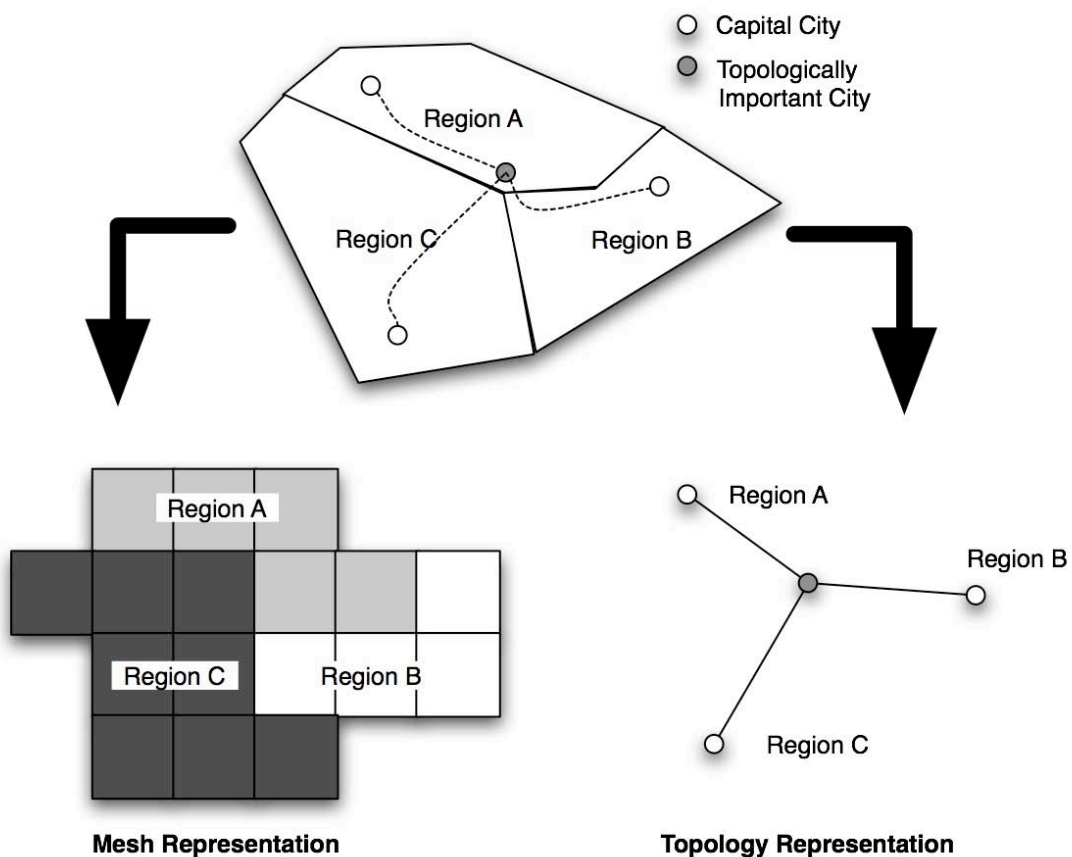 Capital City
Topologically
Important City
Region A
Region C
Region B
Region A
Region C
Region B
Region A
Region B
Region C
Mesh Representation
Topology Representation